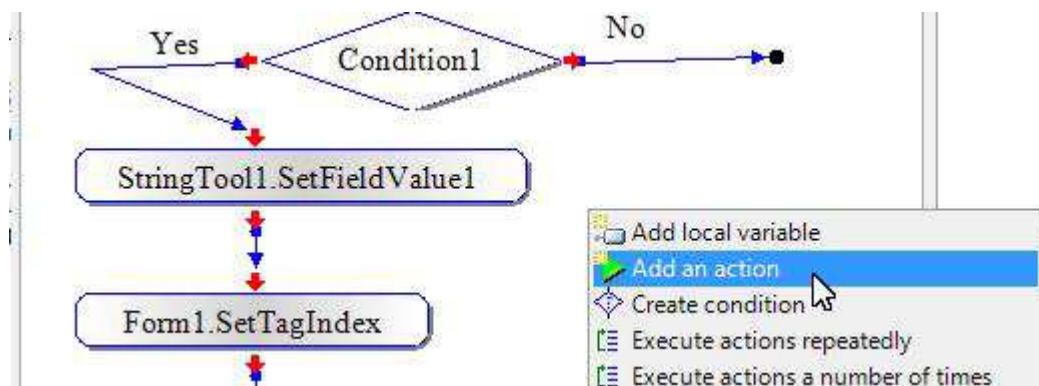 Yes
Condition1
No
StringTool1.SetFieldValue1
Form1.SetTagIndex
Add local variable
Add an action
Create condition
Execute actions repeatedly
Execute actions a number of times